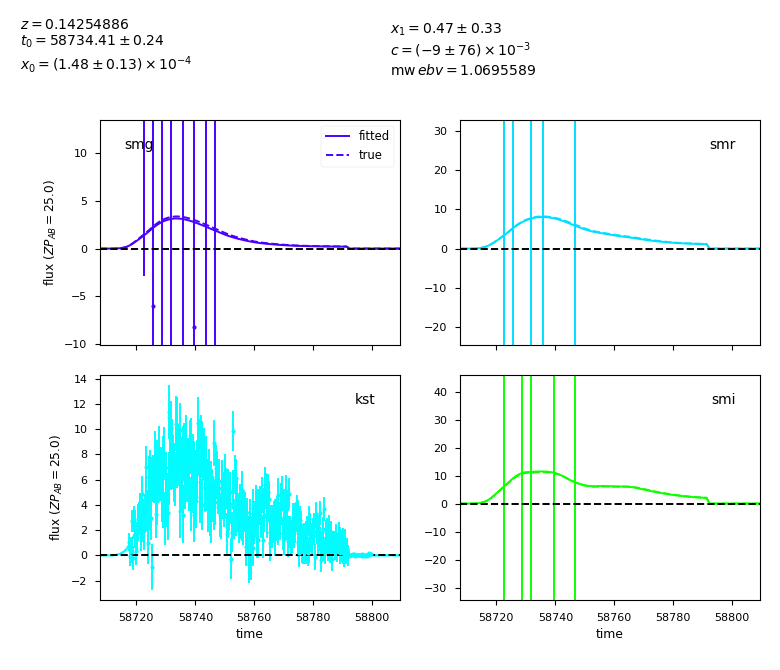 z = 0.14254886
t₀ = 58734.41 ± 0.24
x₀ = (1.48 ± 0.13) × 10⁻⁴
x₁ = 0.47 ± 0.33
c = (−9 ± 76) × 10⁻³
mw ebv = 1.0695589
smg
fitted
true
10
5
0
−5
−10
flux (ZP_AB = 25.0)
smr
30
20
10
0
−10
−20
kst
14
12
10
8
6
4
2
0
−2
flux (ZP_AB = 25.0)
58720 58740 58760 58780 58800
time
smi
40
30
20
10
0
−10
−20
−30
58720 58740 58760 58780 58800
time